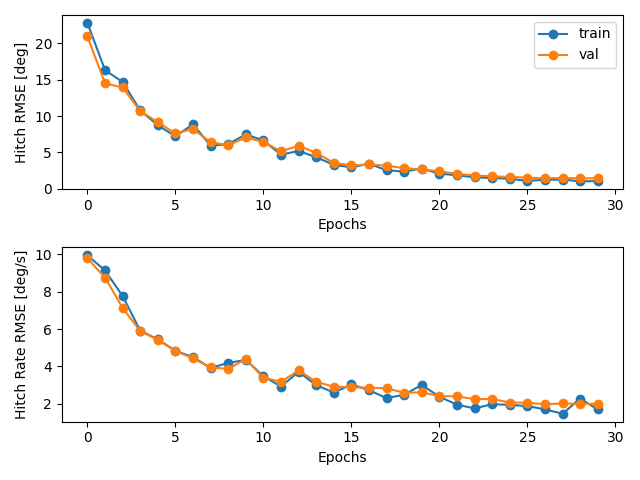 Hitch RMSE [deg]
20
15
10
5
0
train
val
0 5 10 15 20 25 30
Epochs
Hitch Rate RMSE [deg/s]
10
8
6
4
2
0 5 10 15 20 25 30
Epochs